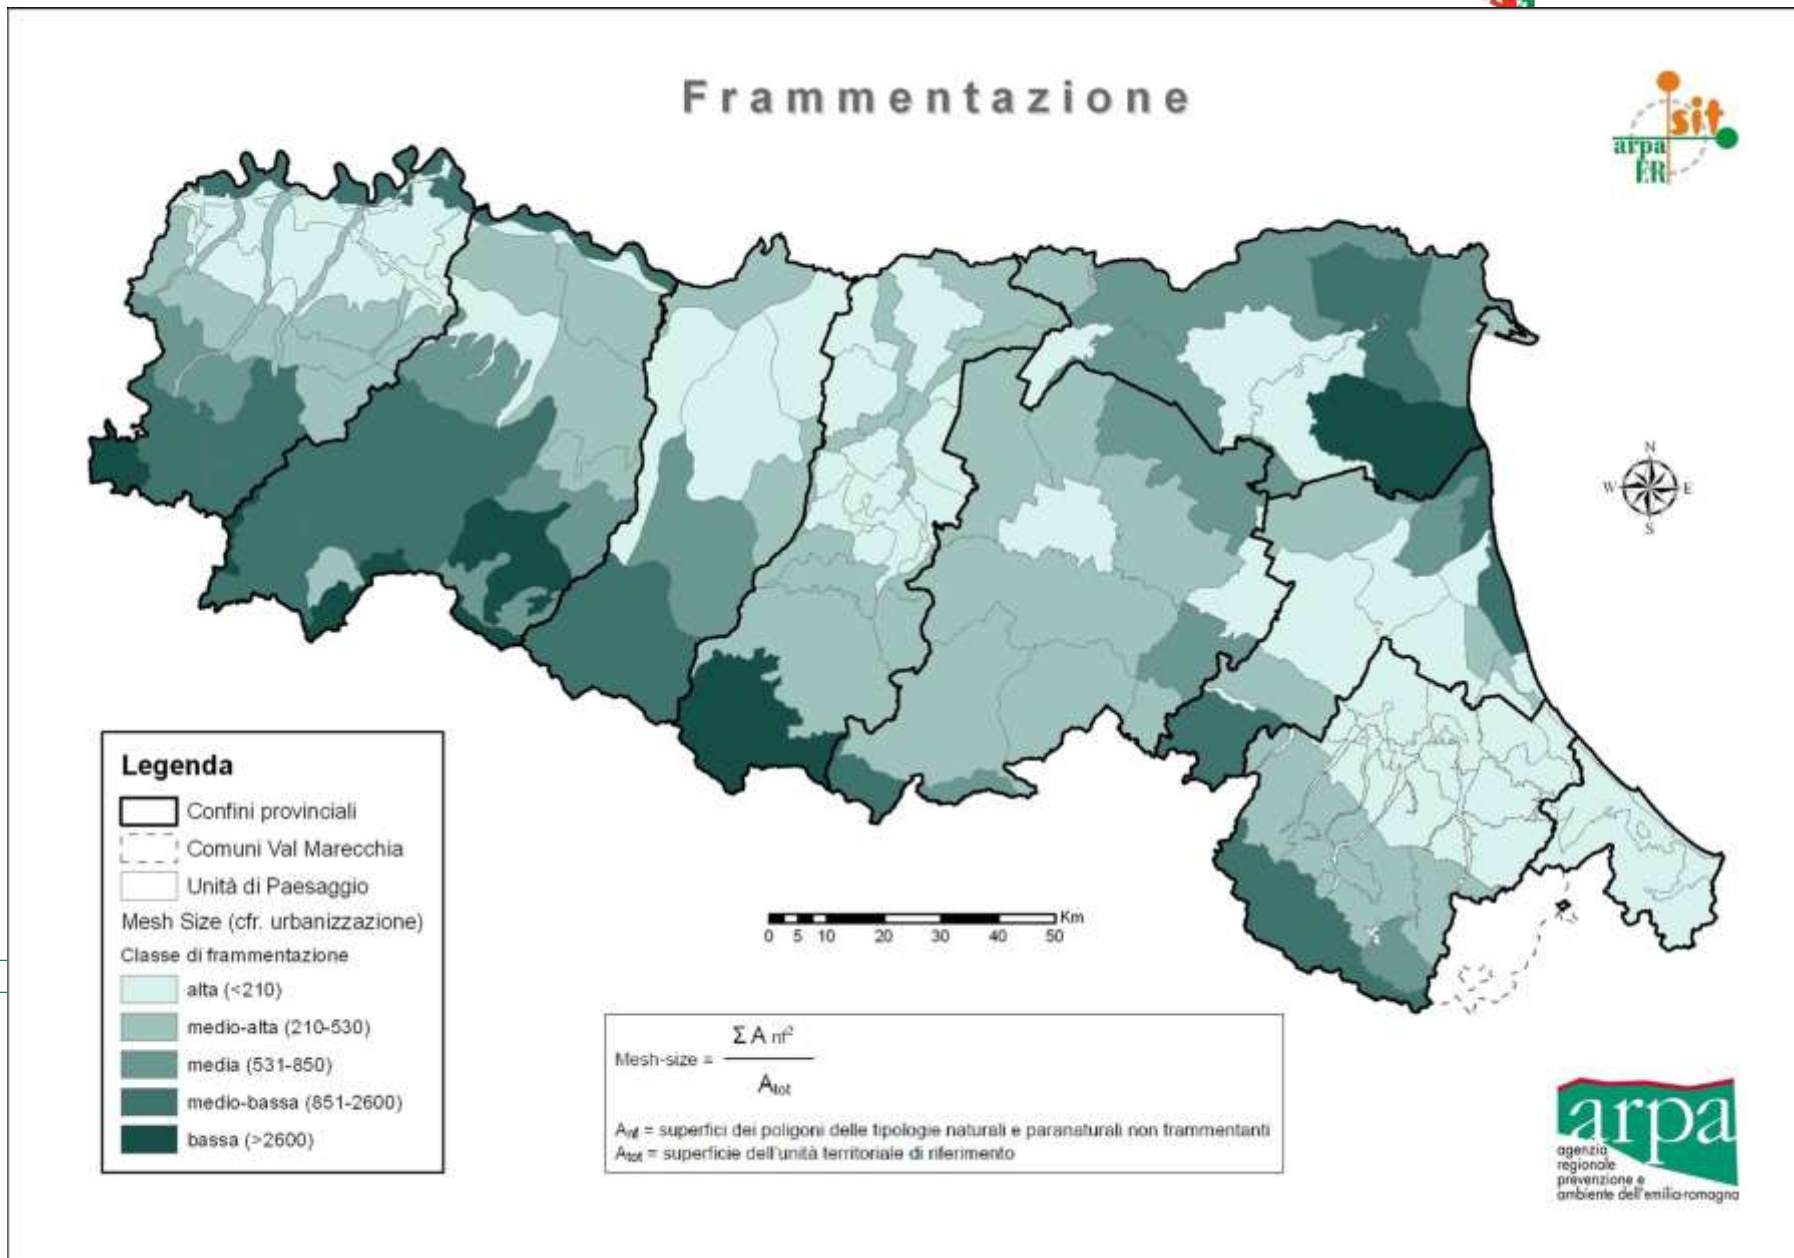 Frammentazione
sit
arpa
ER
N
W E
S
Legenda
Confini provinciali
Comuni Val Marecchia
Unità di Paesaggio
Mesh Size (cfr. urbanizzazione)
Classe di frammentazione
alta (<210)
medio-alta (210-530)
media (531-850)
medio-bassa (851-2600)
bassa (>2600)
Km
0 5 10 20 30 40 50
Σ A nf²
Mesh-size =
Atot
Anf = superfici dei poligoni delle tipologie naturali e paranaturali non frammentanti
Atot = superficie dell'unità territoriale di riferimento
arpa
agenzia
regionale
prevenzione e
ambiente dell'emilia-romagna